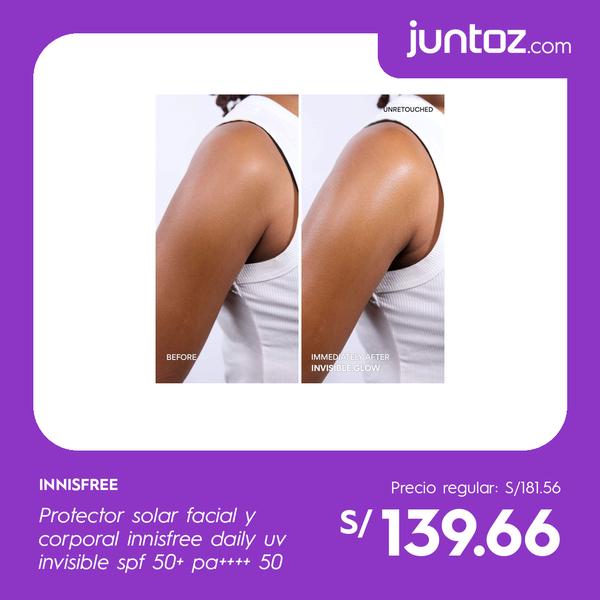 juntoz.com
UNRETOUCHED
BEFORE
IMMEDIATELY AFTER
INVISIBLE GLOW
INNISFREE
Protector solar facial y
corporal innisfree daily uv
invisible spf 50+ pa++++ 50
Precio regular: S/181.56
S/139.66